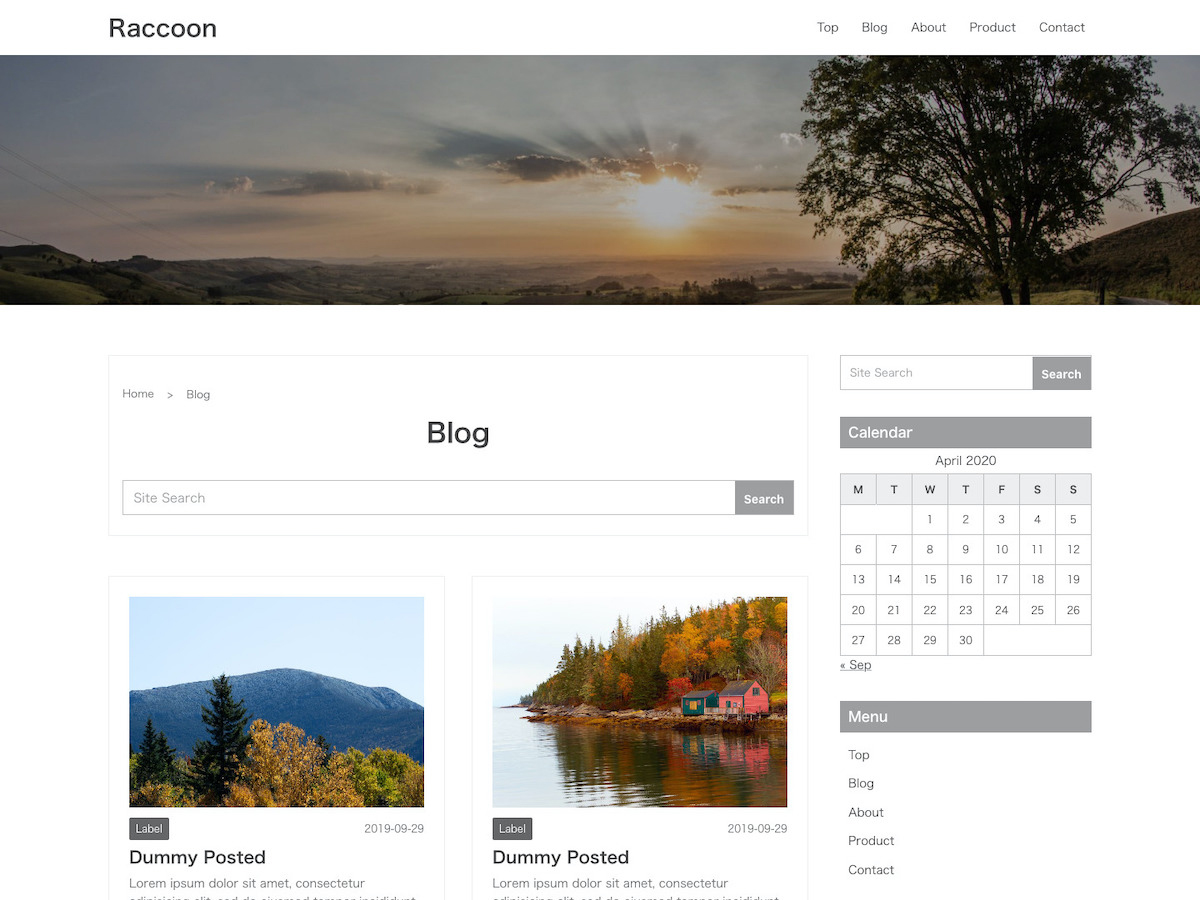 Raccoon
Top Blog About Product Contact
Home > Blog
Blog
Site Search Search
Label 2019-09-29
Dummy Posted
Lorem ipsum dolor sit amet, consectetur
Label 2019-09-29
Dummy Posted
Lorem ipsum dolor sit amet, consectetur
Site Search Search
Calendar
April 2020
M T W T F S S
1 2 3 4 5
6 7 8 9 10 11 12
13 14 15 16 17 18 19
20 21 22 23 24 25 26
27 28 29 30
« Sep
Menu
Top
Blog
About
Product
Contact